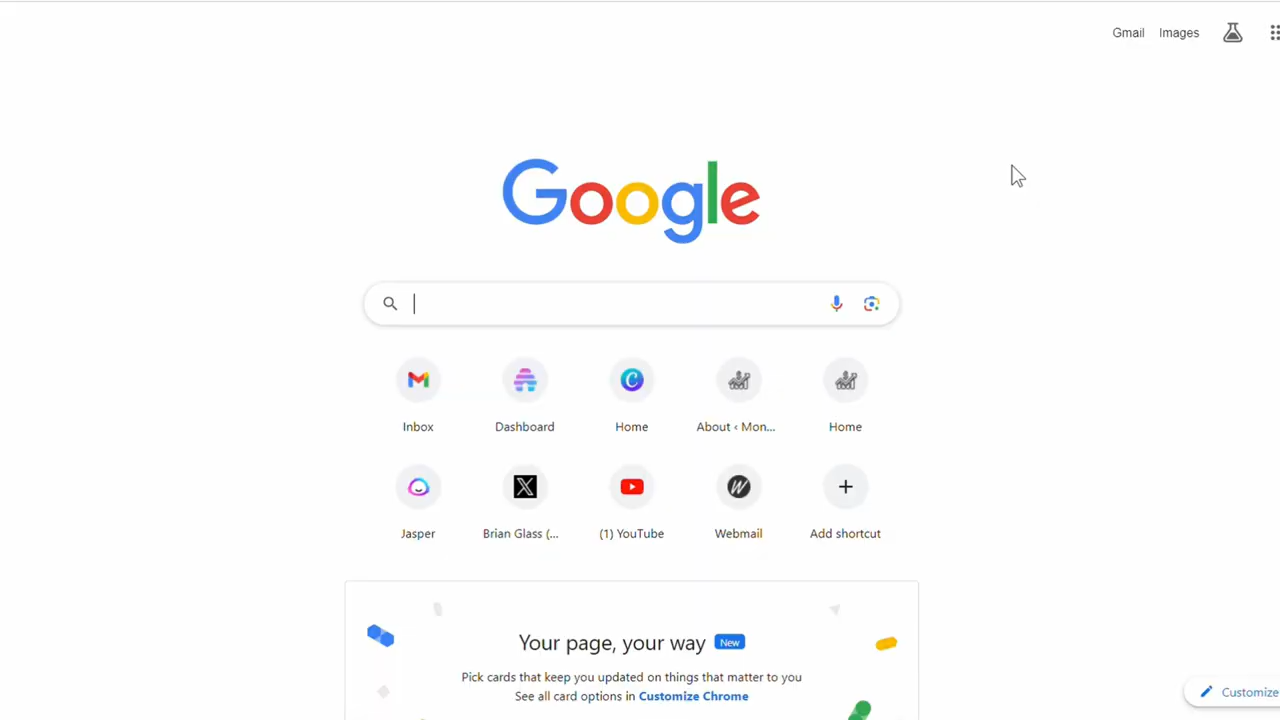 Gmail Images
Google
Inbox Dashboard Home About ‹ Mon... Home
Jasper Brian Glass (... (1) YouTube Webmail Add shortcut
Your page, your way New
Pick cards that keep you updated on things that matter to you
See all card options in Customize Chrome
Customize